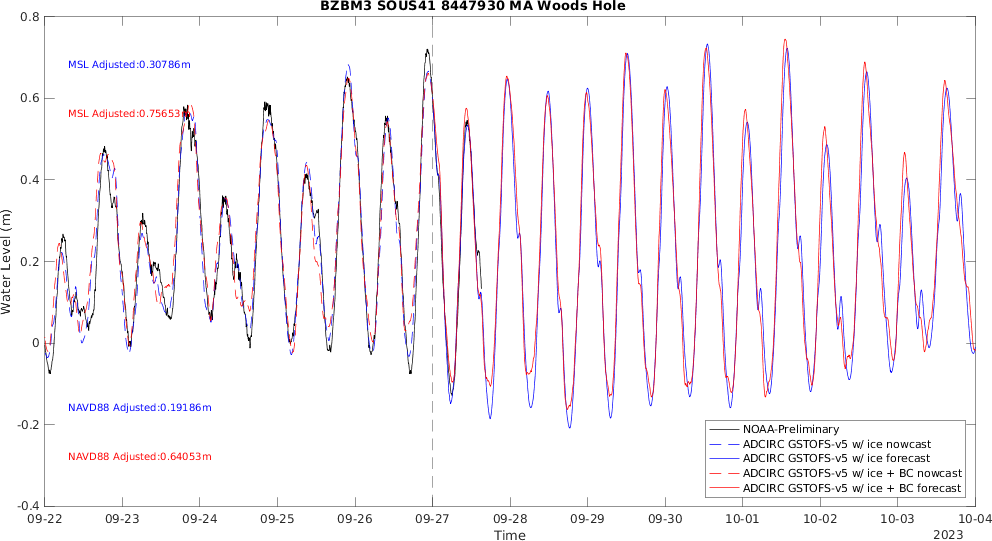 BZBM3 SOUS41 8447930 MA Woods Hole
0.8
0.6
0.4
0.2
0
-0.2
-0.4
Water Level (m)
MSL Adjusted:0.30786m
MSL Adjusted:0.75653
NAVD88 Adjusted:0.19186m
NAVD88 Adjusted:0.64053m
NOAA-Preliminary
ADCIRC GSTOFS-v5 w/ ice nowcast
ADCIRC GSTOFS-v5 w/ ice forecast
ADCIRC GSTOFS-v5 w/ ice + BC nowcast
ADCIRC GSTOFS-v5 w/ ice + BC forecast
09-22 09-23 09-24 09-25 09-26 09-27 09-28 09-29 09-30 10-01 10-02 10-03 10-04
Time
2023